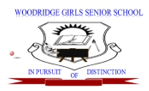 WOODRIDGE GIRLS SENIOR SCHOOL
IN PURSUIT OF DISTINCTION